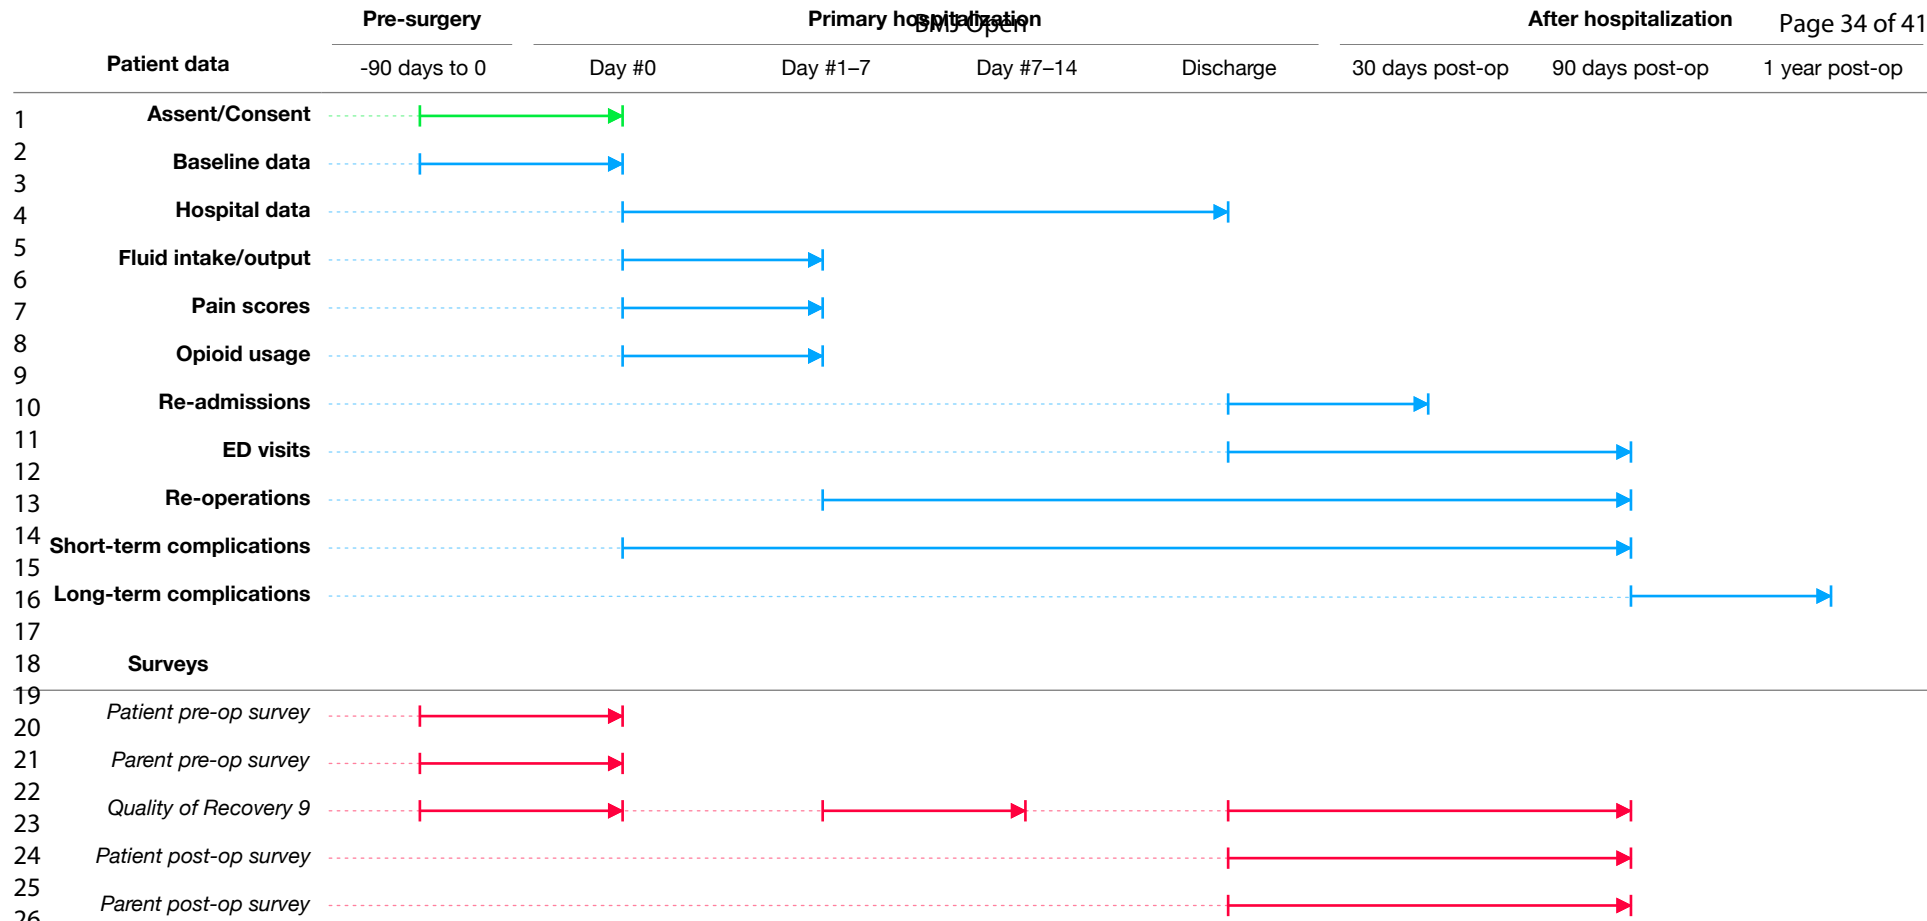 Pre-surgery Primary hospitalization After hospitalization
BMJ Open Page 34 of 41
Patient data -90 days to 0 Day #0 Day #1–7 Day #7–14 Discharge 30 days post-op 90 days post-op 1 year post-op
1 Assent/Consent
2 Baseline data
3
4 Hospital data
5 Fluid intake/output
6
7 Pain scores
8 Opioid usage
9
10 Re-admissions
11 ED visits
12
13 Re-operations
14 Short-term complications
15
16 Long-term complications
17
18 Surveys
19
20 Patient pre-op survey
21 Parent pre-op survey
22
23 Quality of Recovery 9
24 Patient post-op survey
25
26 Parent post-op survey